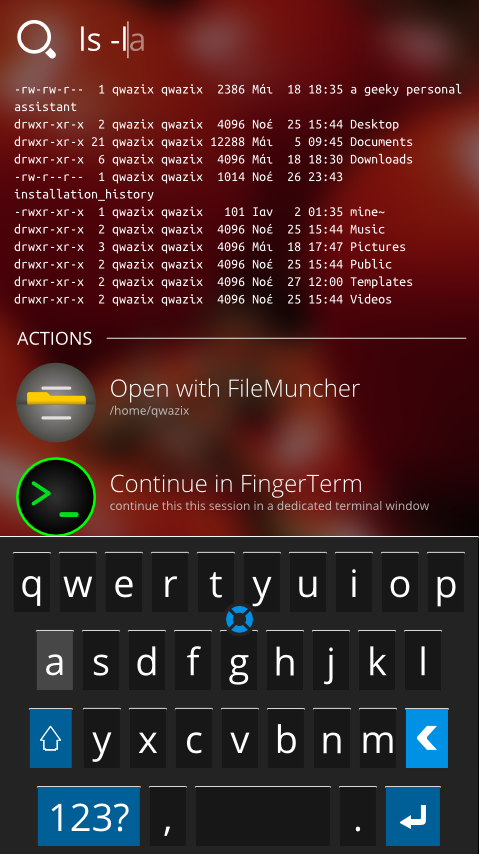 ls -la
-rw-rw-r-- 1 qwazix qwazix 2386 Μάι 18 18:35 a geeky personal
assistant
drwxr-xr-x 2 qwazix qwazix 4096 Νοέ 25 15:44 Desktop
drwxr-xr-x 21 qwazix qwazix 12288 Μάι 5 09:45 Documents
drwxr-xr-x 6 qwazix qwazix 4096 Μάι 18 18:30 Downloads
-rw-r--r-- 1 qwazix qwazix 1014 Νοέ 26 23:43
installation_history
-rwxr-xr-x 1 qwazix qwazix 101 Ιαν 2 01:35 mine~
drwxr-xr-x 2 qwazix qwazix 4096 Νοέ 25 15:44 Music
drwxr-xr-x 3 qwazix qwazix 4096 Μάι 18 17:47 Pictures
drwxr-xr-x 2 qwazix qwazix 4096 Νοέ 25 15:44 Public
drwxr-xr-x 2 qwazix qwazix 4096 Νοέ 27 12:00 Templates
drwxr-xr-x 2 qwazix qwazix 4096 Νοέ 25 15:44 Videos
ACTIONS
Open with FileMuncher
/home/qwazix
Continue in FingerTerm
continue this this session in a dedicated terminal window
q w e r t y u i o p
a s d f g h j k l
y x c v b n m
123? , .